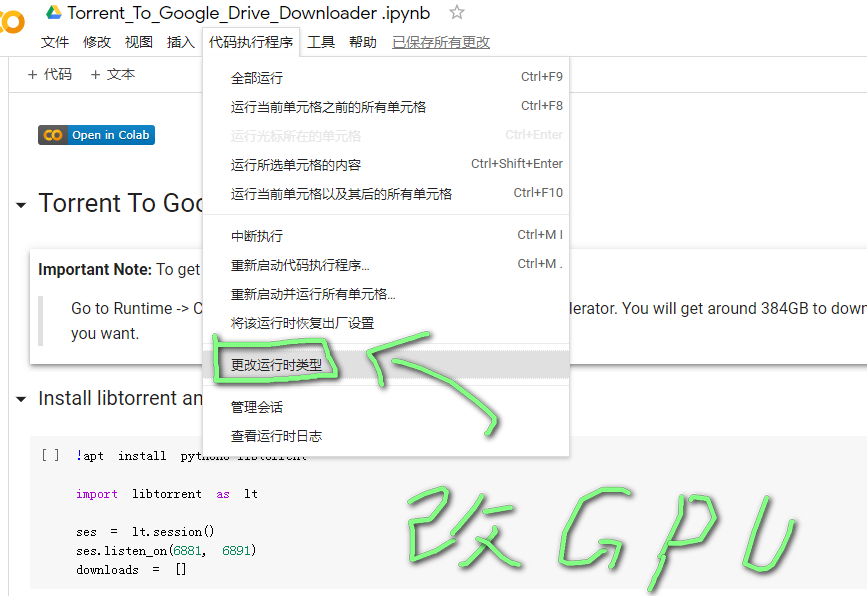 Torrent_To_Google_Drive_Downloader .ipynb
文件 修改 视图 插入 代码执行程序 工具 帮助 已保存所有更改
+ 代码 + 文本
全部运行 Ctrl+F9
运行当前单元格之前的所有单元格 Ctrl+F8
运行光标所在的单元格 Ctrl+Enter
Open in Colab
运行所选单元格的内容 Ctrl+Shift+Enter
运行当前单元格以及其后的所有单元格 Ctrl+F10
Torrent To Goo
中断执行 Ctrl+M I
重新启动代码执行程序... Ctrl+M .
Important Note: To get
重新启动并运行所有单元格...
Go to Runtime -> C
lerator. You will get around 384GB to down
将该运行时恢复出厂设置
you want.
更改运行时类型
Install libtorrent an
管理会话
查看运行时日志
[ ] !apt install python3-libtorrent
import libtorrent as lt
ses = lt.session()
ses.listen_on(6881, 6891)
downloads = []
改GPU